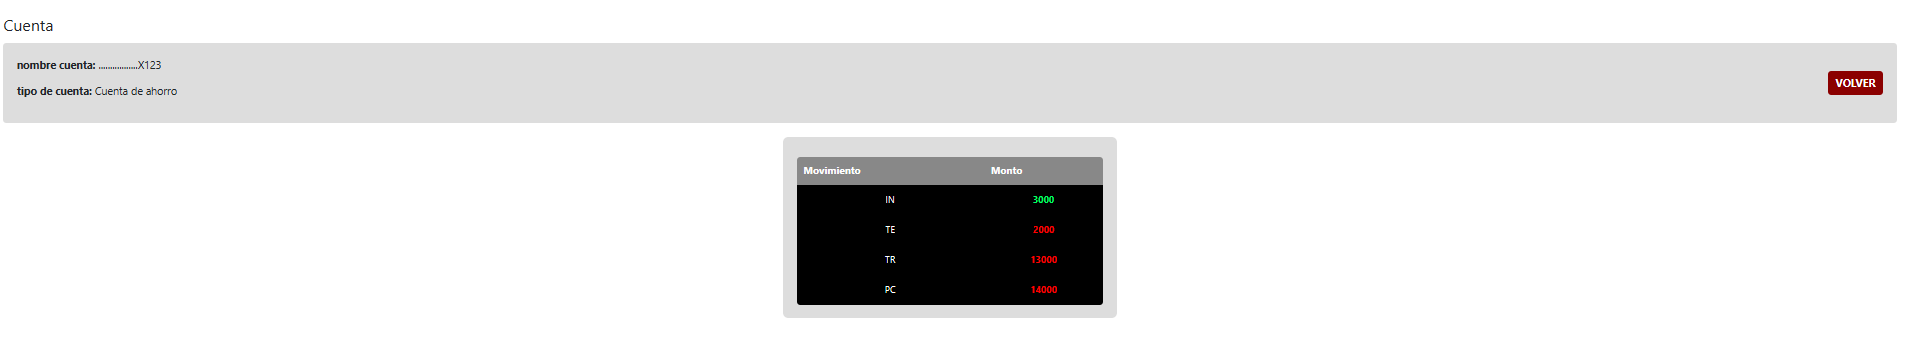 Cuenta
nombre cuenta: .................X123
tipo de cuenta: Cuenta de ahorro
VOLVER
Movimiento Monto
IN 3000
TE 2000
TR 13000
PC 14000